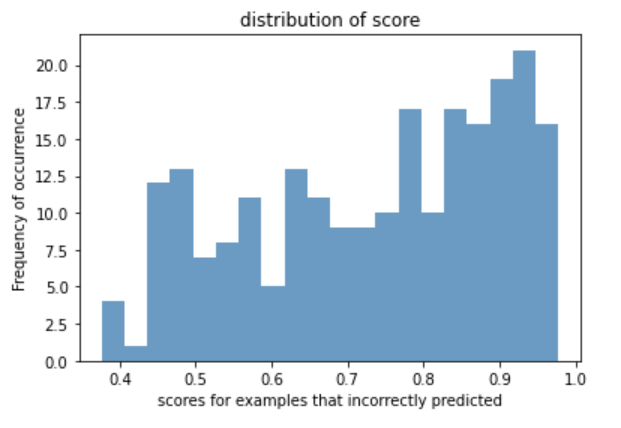 distribution of score
Frequency of occurrence
20.0
17.5
15.0
12.5
10.0
7.5
5.0
2.5
0.0
0.4 0.5 0.6 0.7 0.8 0.9 1.0
scores for examples that incorrectly predicted